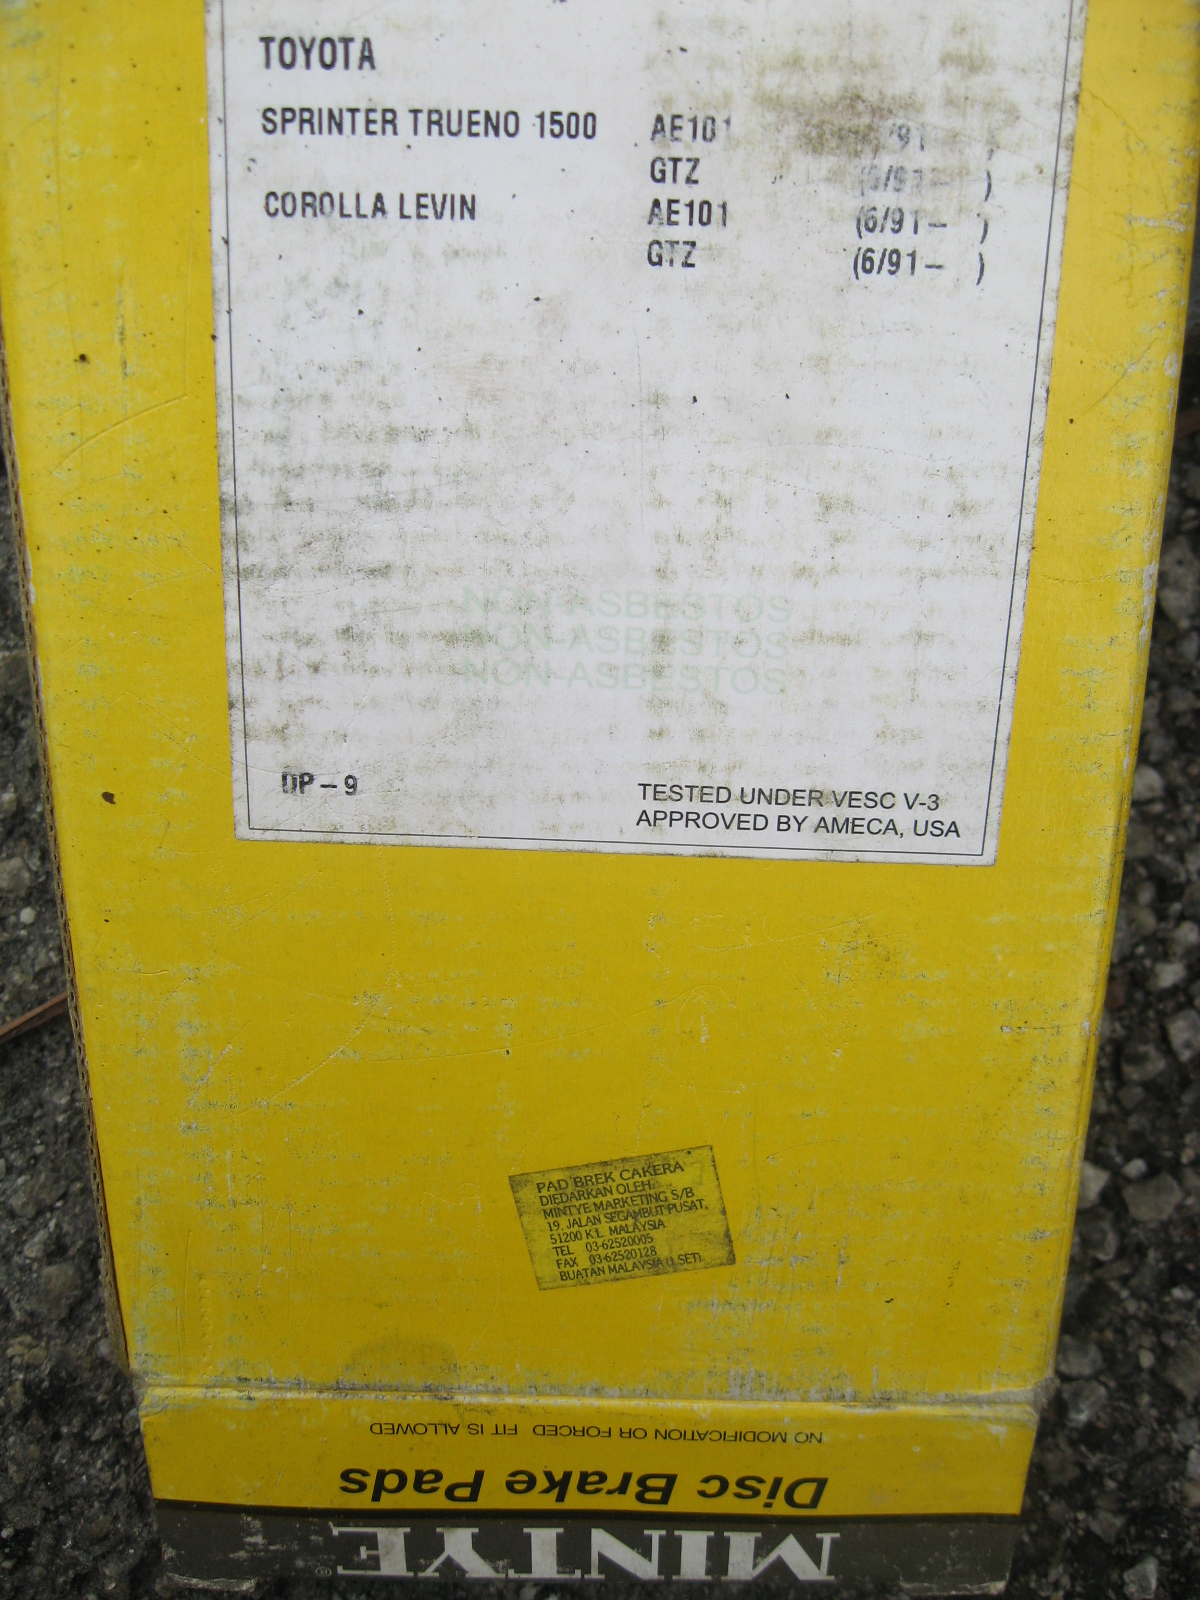 TOYOTA
SPRINTER TRUENO 1500 AE101 /91 )
GTZ (6/91– )
COROLLA LEVIN AE101 (6/91– )
GTZ (6/91– )
NON-ASBESTOS
NON-ASBESTOS
NON-ASBESTOS
DP–9
TESTED UNDER VESC V-3
APPROVED BY AMECA, USA
PAD BREK CAKERA
DIEDARKAN OLEH:
MINTYE MARKETING S/B
19, JALAN SEGAMBUT PUSAT,
51200 K.L. MALAYSIA
TEL 03-62520005
FAX 03-62520128
BUATAN MALAYSIA SET
NO MODIFICATION OR FORCED FIT IS ALLOWED
Disc Brake Pads
MINTYE®